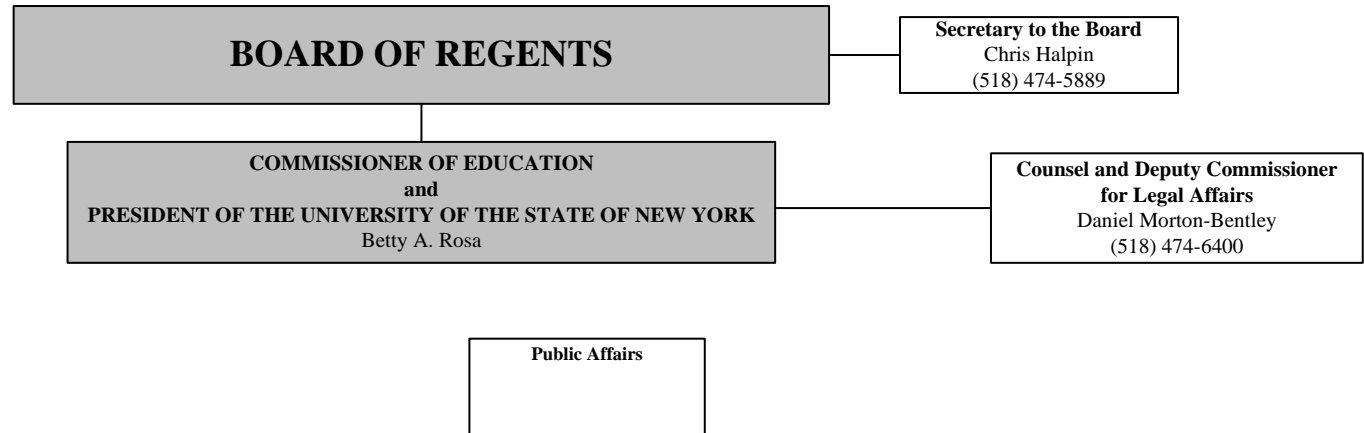 BOARD OF REGENTS
Secretary to the Board
Chris Halpin
(518) 474-5889
COMMISSIONER OF EDUCATION
and
PRESIDENT OF THE UNIVERSITY OF THE STATE OF NEW YORK
Betty A. Rosa
Counsel and Deputy Commissioner
for Legal Affairs
Daniel Morton-Bentley
(518) 474-6400
Public Affairs